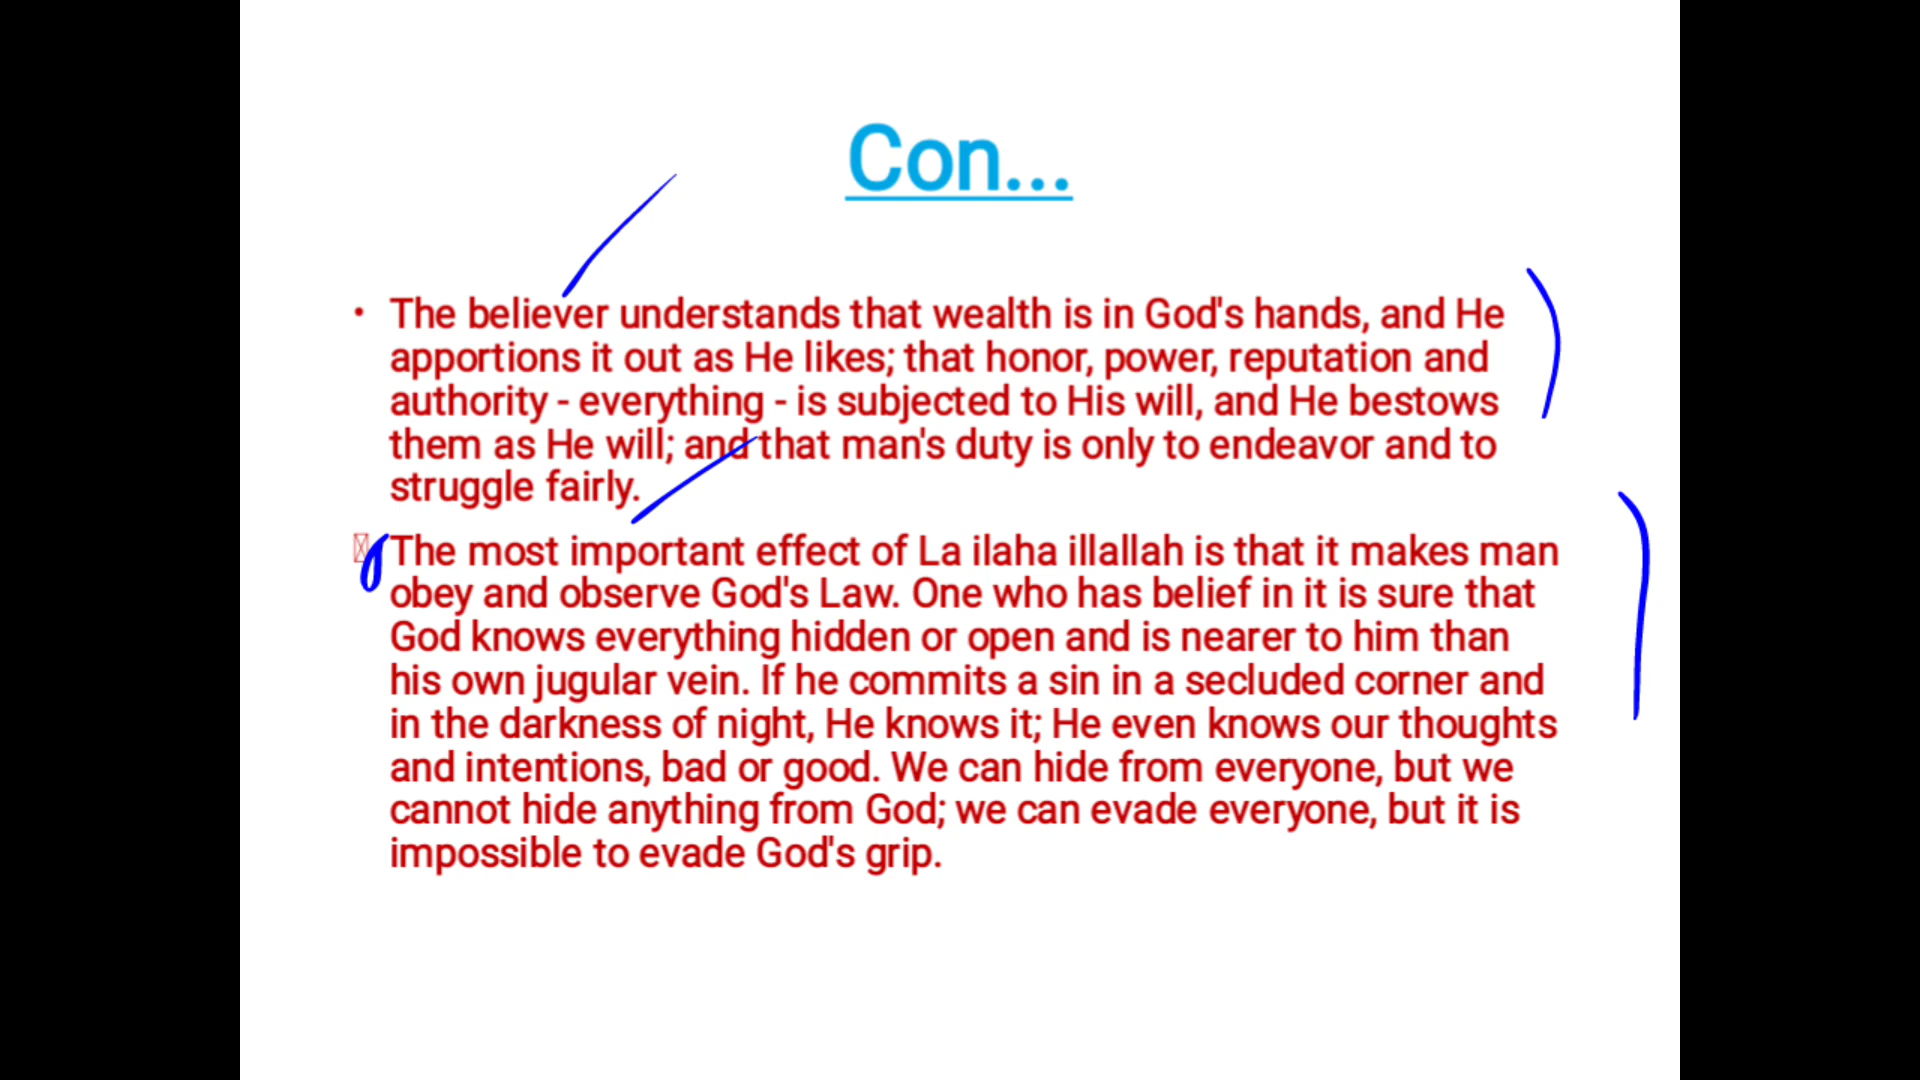 Con...
• The believer understands that wealth is in God's hands, and He
apportions it out as He likes; that honor, power, reputation and
authority - everything - is subjected to His will, and He bestows
them as He will; and that man's duty is only to endeavor and to
struggle fairly.
The most important effect of La ilaha illallah is that it makes man
obey and observe God's Law. One who has belief in it is sure that
God knows everything hidden or open and is nearer to him than
his own jugular vein. If he commits a sin in a secluded corner and
in the darkness of night, He knows it; He even knows our thoughts
and intentions, bad or good. We can hide from everyone, but we
cannot hide anything from God; we can evade everyone, but it is
impossible to evade God's grip.